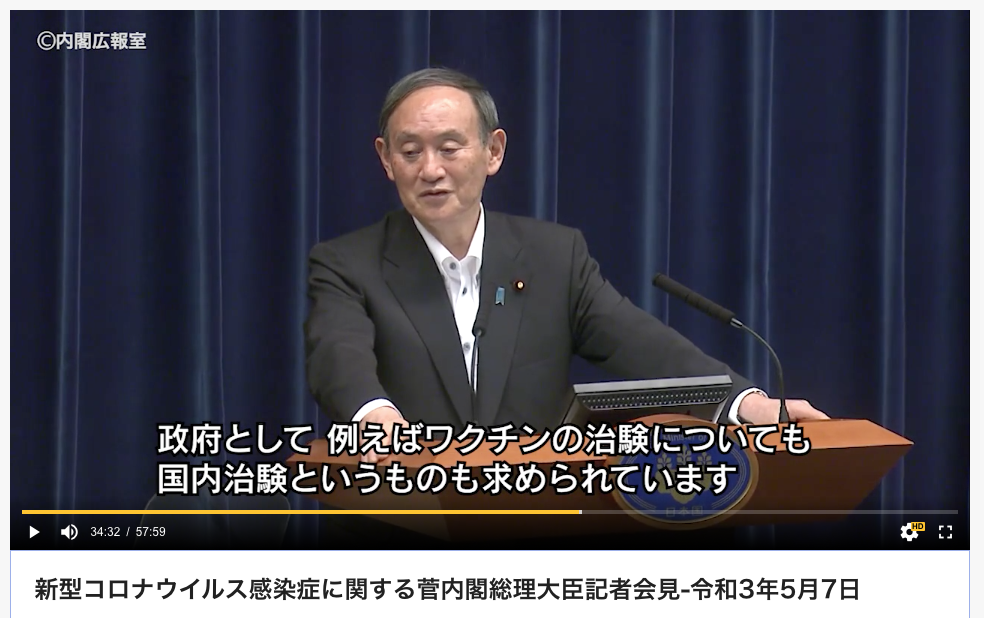 ©内閣広報室
政府として 例えばワクチンの治験についても
国内治験というものも求められています
日本国
34:32 / 57:59
HD
新型コロナウイルス感染症に関する菅内閣総理大臣記者会見-令和3年5月7日